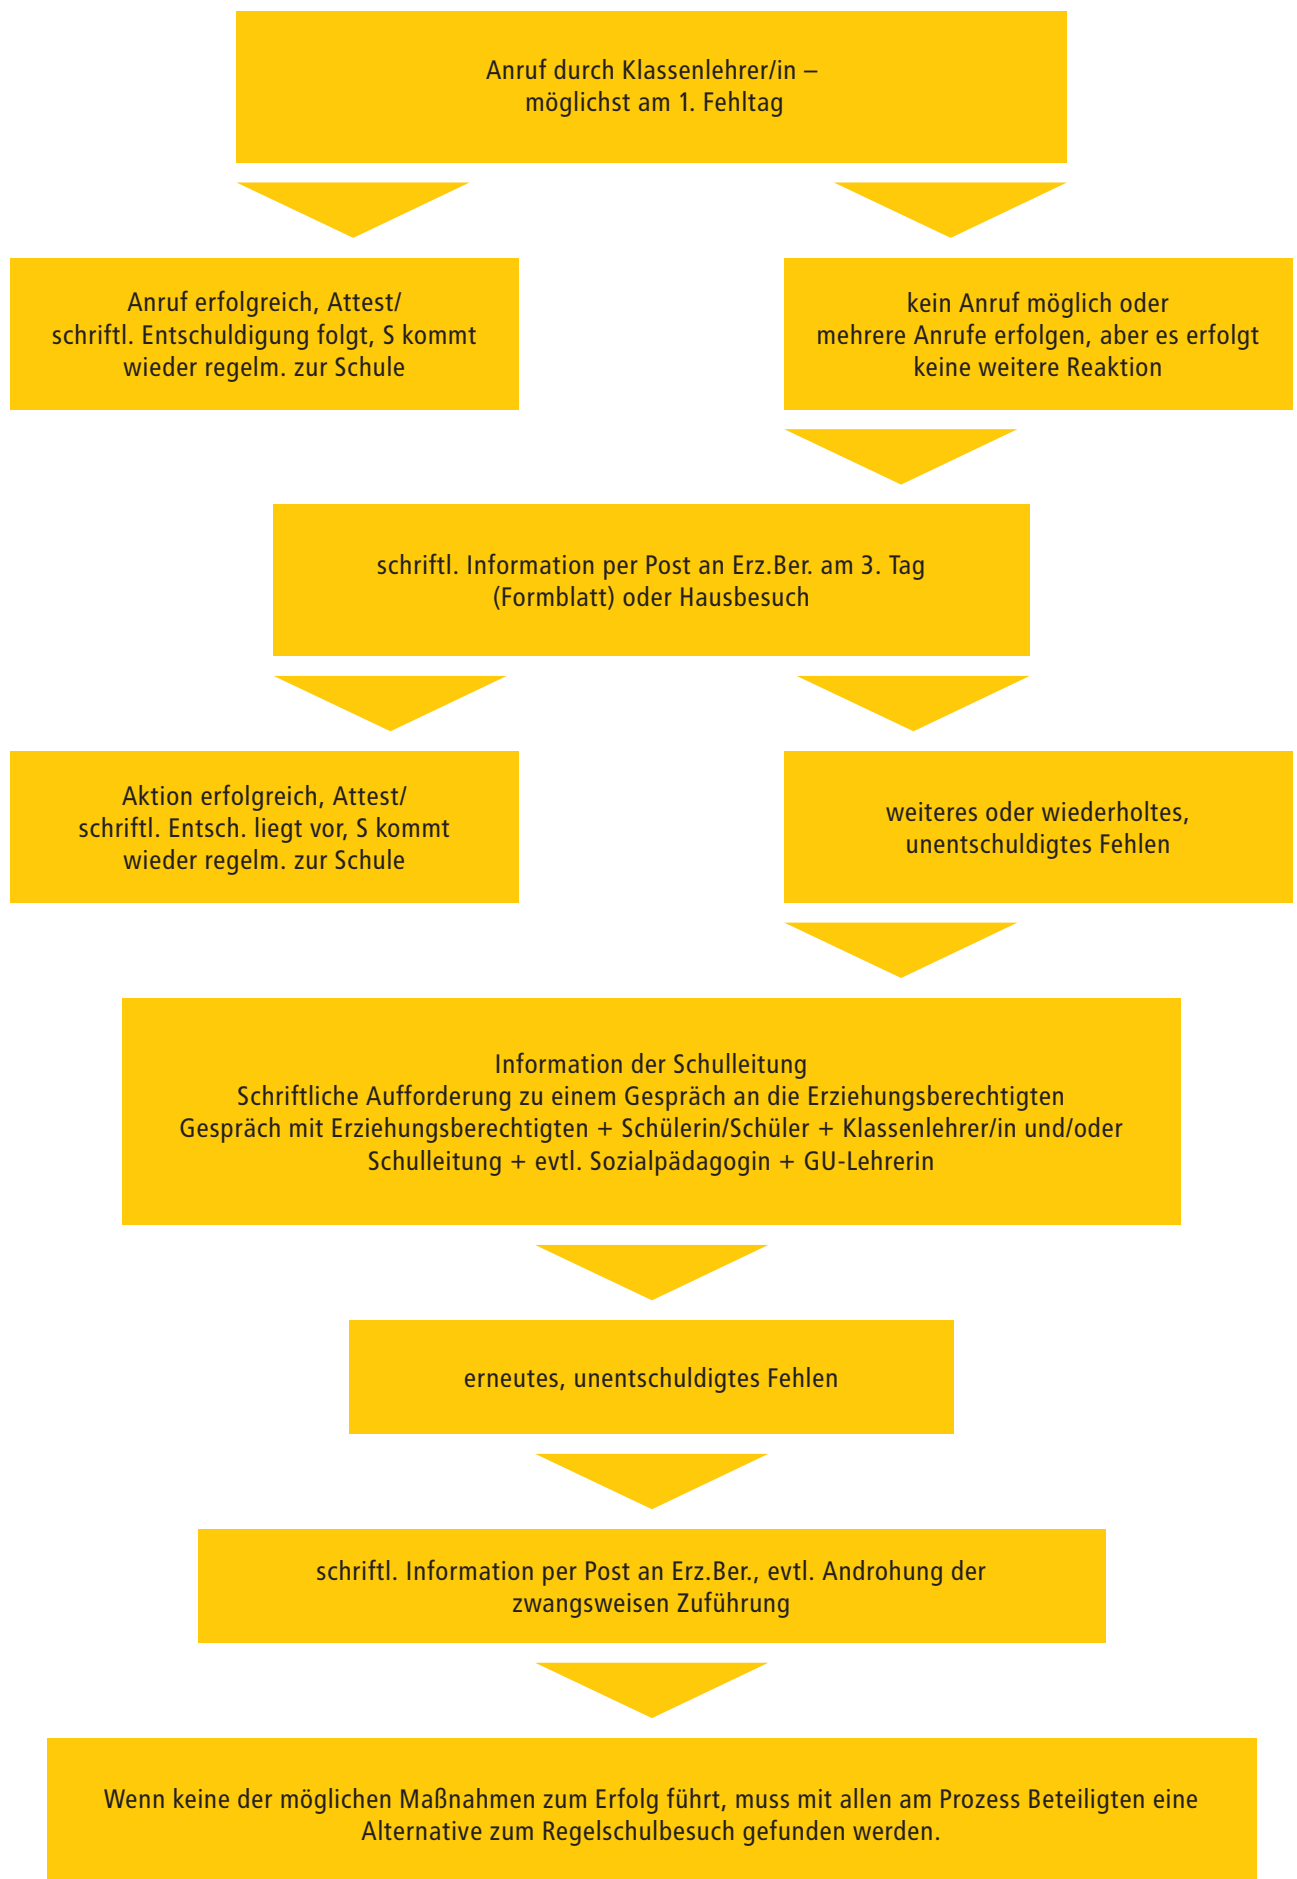 Anruf durch Klassenlehrer/in –
möglichst am 1. Fehltag
Anruf erfolgreich, Attest/
schriftl. Entschuldigung folgt, S kommt
wieder regelm. zur Schule
kein Anruf möglich oder
mehrere Anrufe erfolgen, aber es erfolgt
keine weitere Reaktion
schriftl. Information per Post an Erz.Ber. am 3. Tag
(Formblatt) oder Hausbesuch
Aktion erfolgreich, Attest/
schriftl. Entsch. liegt vor, S kommt
wieder regelm. zur Schule
weiteres oder wiederholtes,
unentschuldigtes Fehlen
Information der Schulleitung
Schriftliche Aufforderung zu einem Gespräch an die Erziehungsberechtigten
Gespräch mit Erziehungsberechtigten + Schülerin/Schüler + Klassenlehrer/in und/oder
Schulleitung + evtl. Sozialpädagogin + GU-Lehrerin
erneutes, unentschuldigtes Fehlen
schriftl. Information per Post an Erz.Ber., evtl. Androhung der
zwangsweisen Zuführung
Wenn keine der möglichen Maßnahmen zum Erfolg führt, muss mit allen am Prozess Beteiligten eine
Alternative zum Regelschulbesuch gefunden werden.